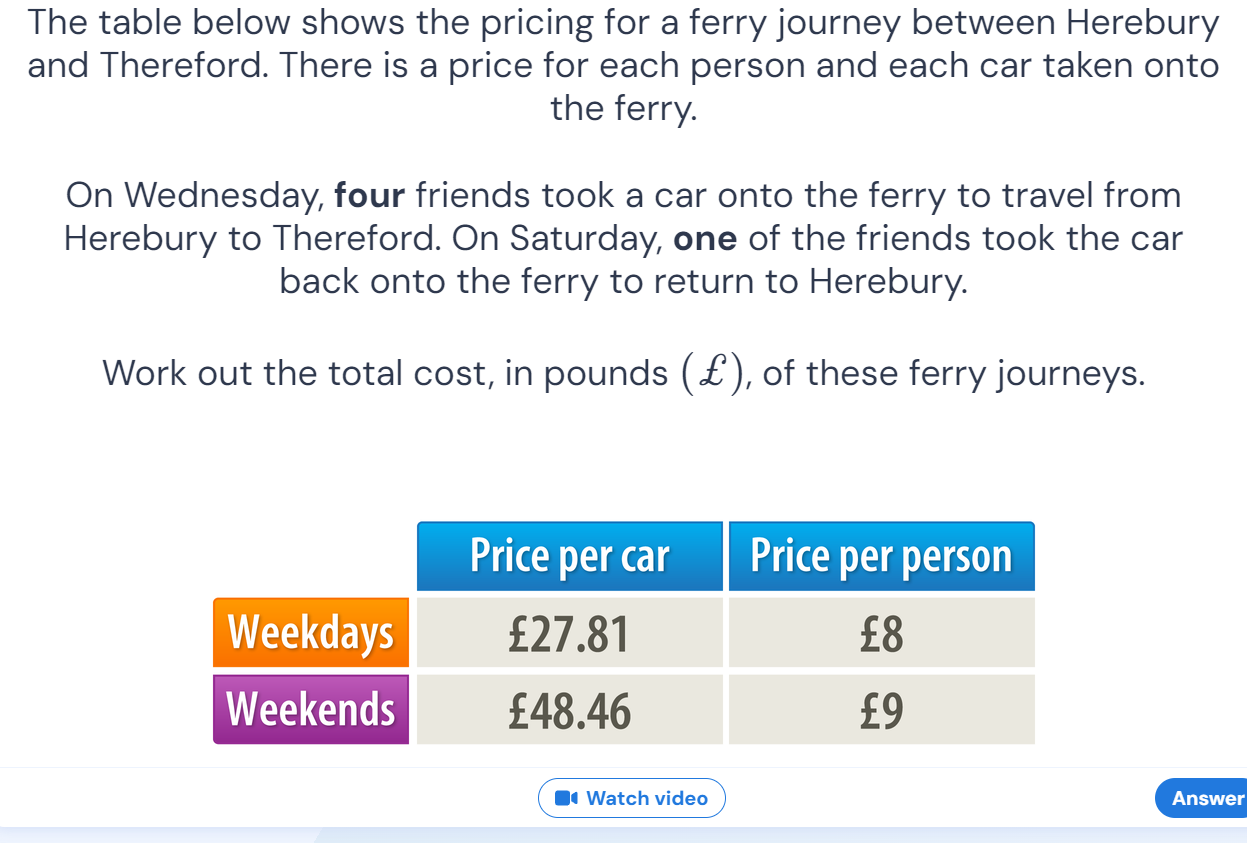 The table below shows the pricing for a ferry journey between Herebury
and Thereford. There is a price for each person and each car taken onto
the ferry.
On Wednesday, four friends took a car onto the ferry to travel from
Herebury to Thereford. On Saturday, one of the friends took the car
back onto the ferry to return to Herebury.
Work out the total cost, in pounds (£), of these ferry journeys.
Price per car Price per person
Weekdays £27.81 £8
Weekends £48.46 £9
Watch video Answer